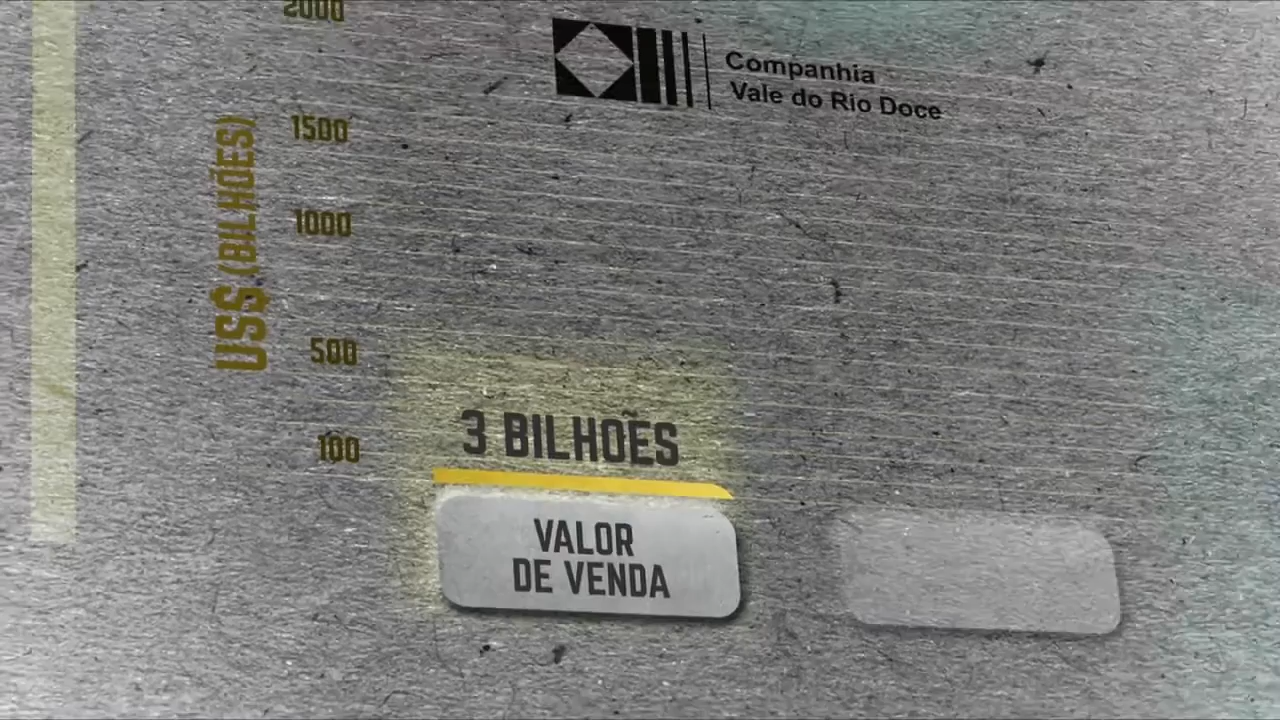 2000
Companhia
Vale do Rio Doce
1500
US$ (BILHÕES)
1000
500
3 BILHOÊS
100
VALOR
DE VENDA